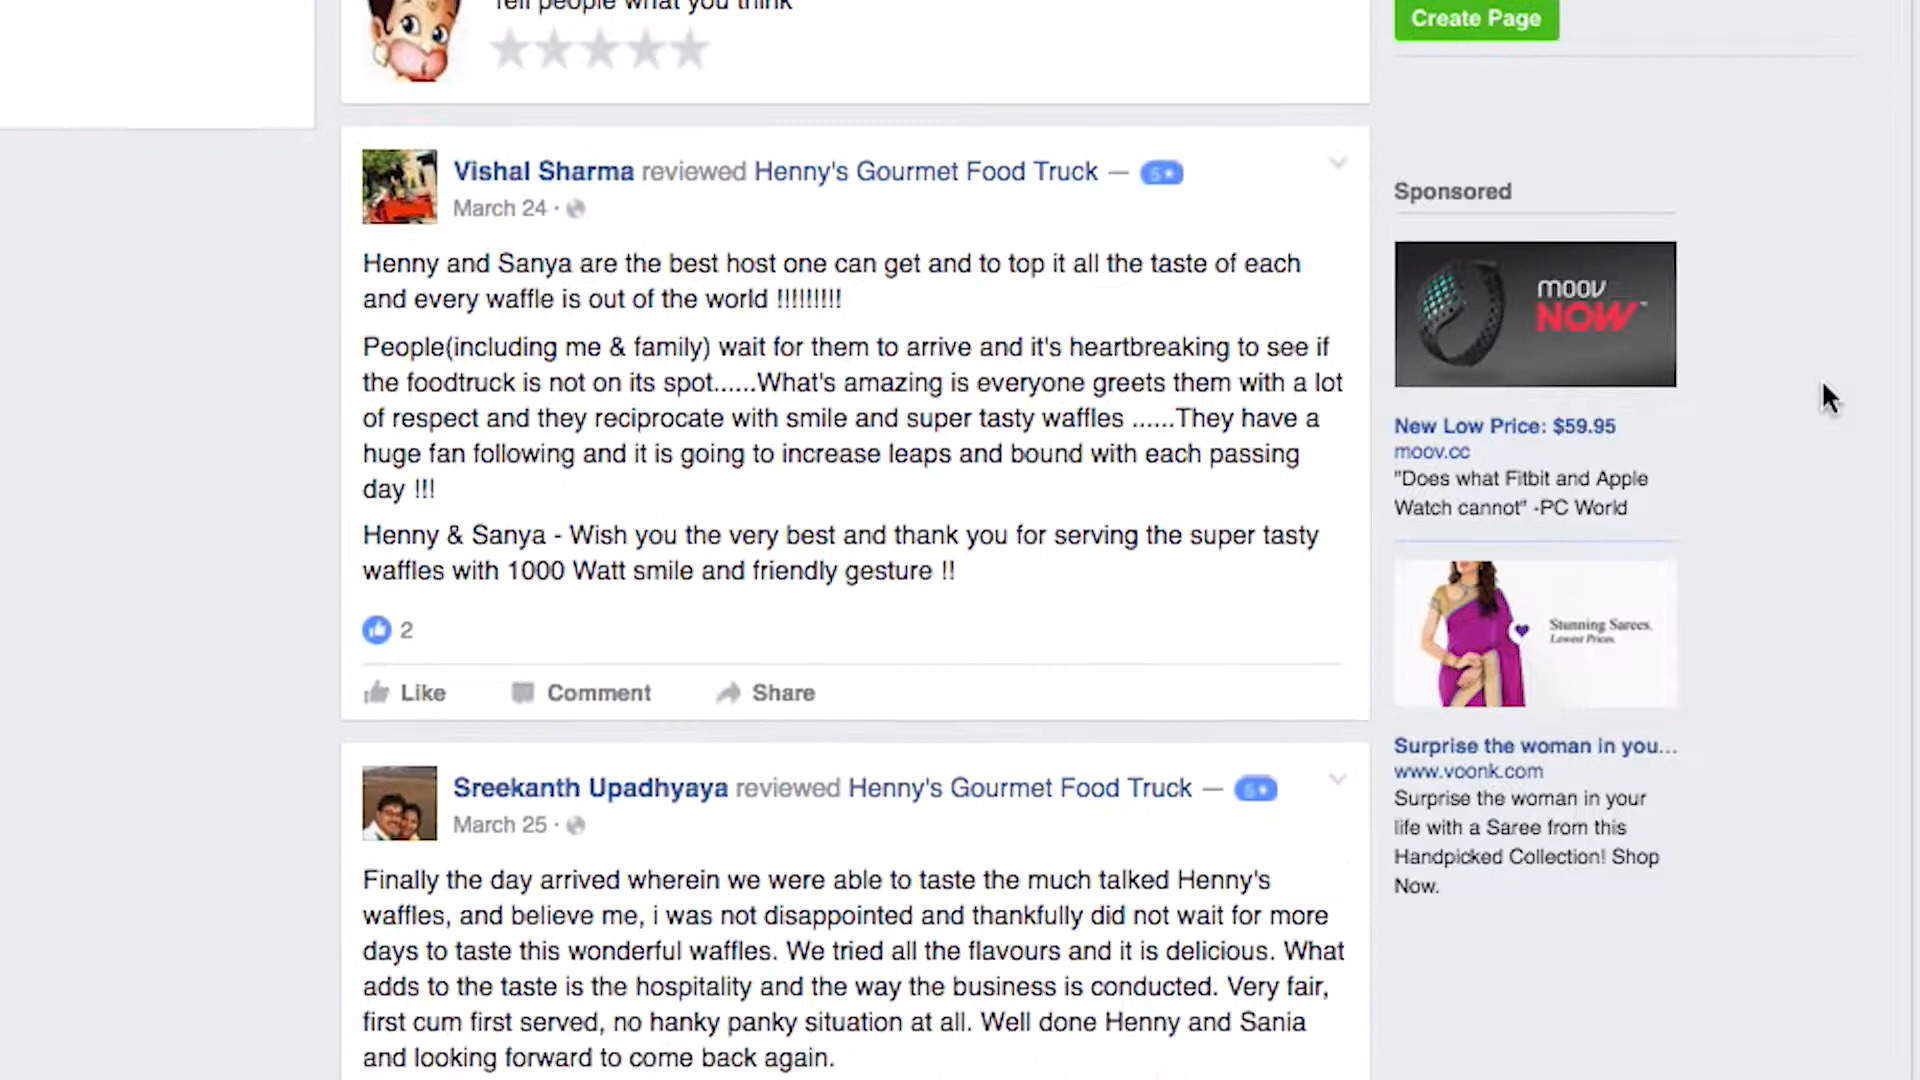 Tell people what you think
Create Page
Vishal Sharma reviewed Henny's Gourmet Food Truck — 5★
March 24 ·
Henny and Sanya are the best host one can get and to top it all the taste of each
and every waffle is out of the world !!!!!!!!!
People(including me & family) wait for them to arrive and it's heartbreaking to see if
the foodtruck is not on its spot......What's amazing is everyone greets them with a lot
of respect and they reciprocate with smile and super tasty waffles ......They have a
huge fan following and it is going to increase leaps and bound with each passing
day !!!
Henny & Sanya - Wish you the very best and thank you for serving the super tasty
waffles with 1000 Watt smile and friendly gesture !!
2
Like Comment Share
Sreekanth Upadhyaya reviewed Henny's Gourmet Food Truck — 5★
March 25 ·
Finally the day arrived wherein we were able to taste the much talked Henny's
waffles, and believe me, i was not disappointed and thankfully did not wait for more
days to taste this wonderful waffles. We tried all the flavours and it is delicious. What
adds to the taste is the hospitality and the way the business is conducted. Very fair,
first cum first served, no hanky panky situation at all. Well done Henny and Sania
and looking forward to come back again.
Sponsored
moov
NOW™
New Low Price: $59.95
moov.cc
"Does what Fitbit and Apple
Watch cannot" -PC World
Stunning Sarees.
Lowest Prices.
Surprise the woman in you...
www.voonk.com
Surprise the woman in your
life with a Saree from this
Handpicked Collection! Shop
Now.